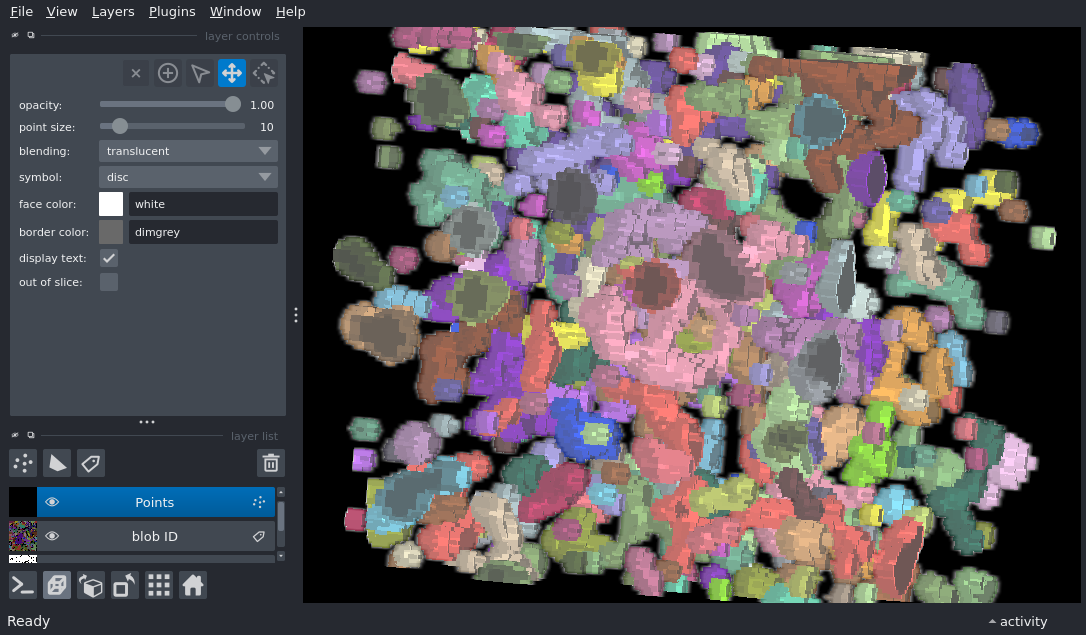 File View Layers Plugins Window Help
layer controls
opacity: 1.00
point size: 10
blending: translucent
symbol: disc
face color: white
border color: dimgrey
display text:
out of slice:
layer list
Points
blob ID
Ready
activity